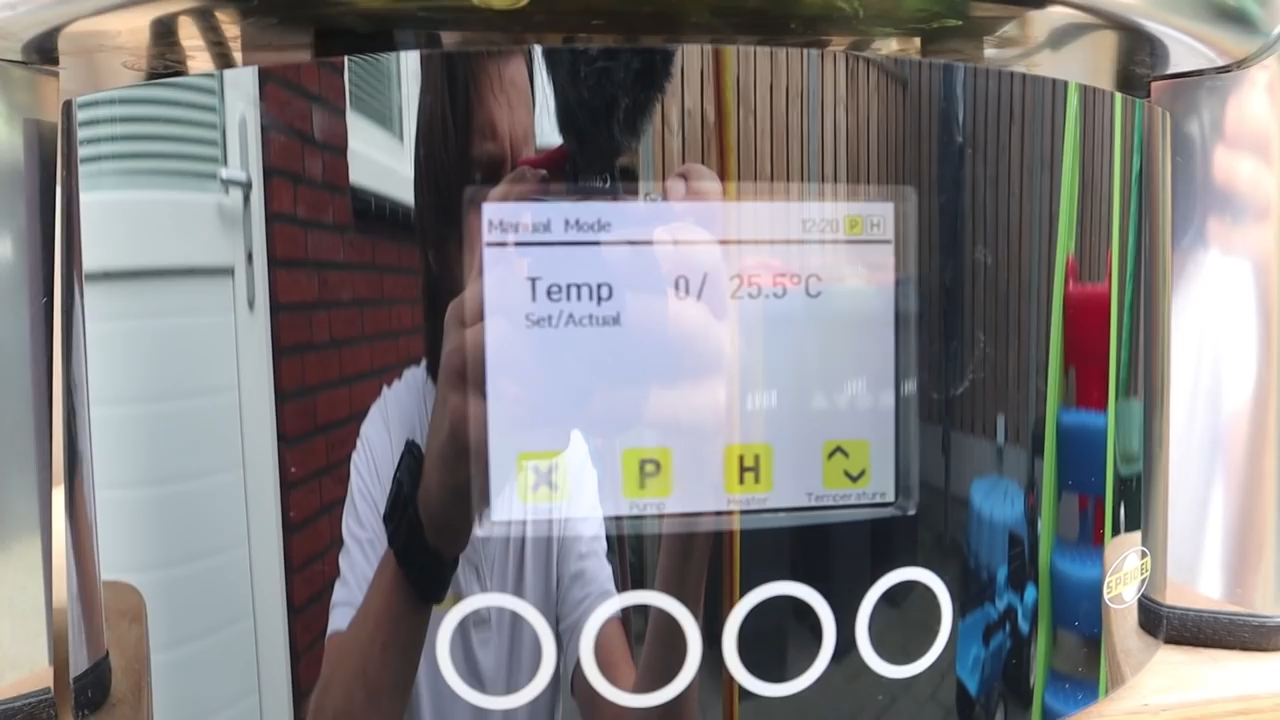 Manual Mode 12:20 P H
Temp 0/ 25.5°C
Set/Actual
X P H
Pump Heater Temperature
SPEIDEL